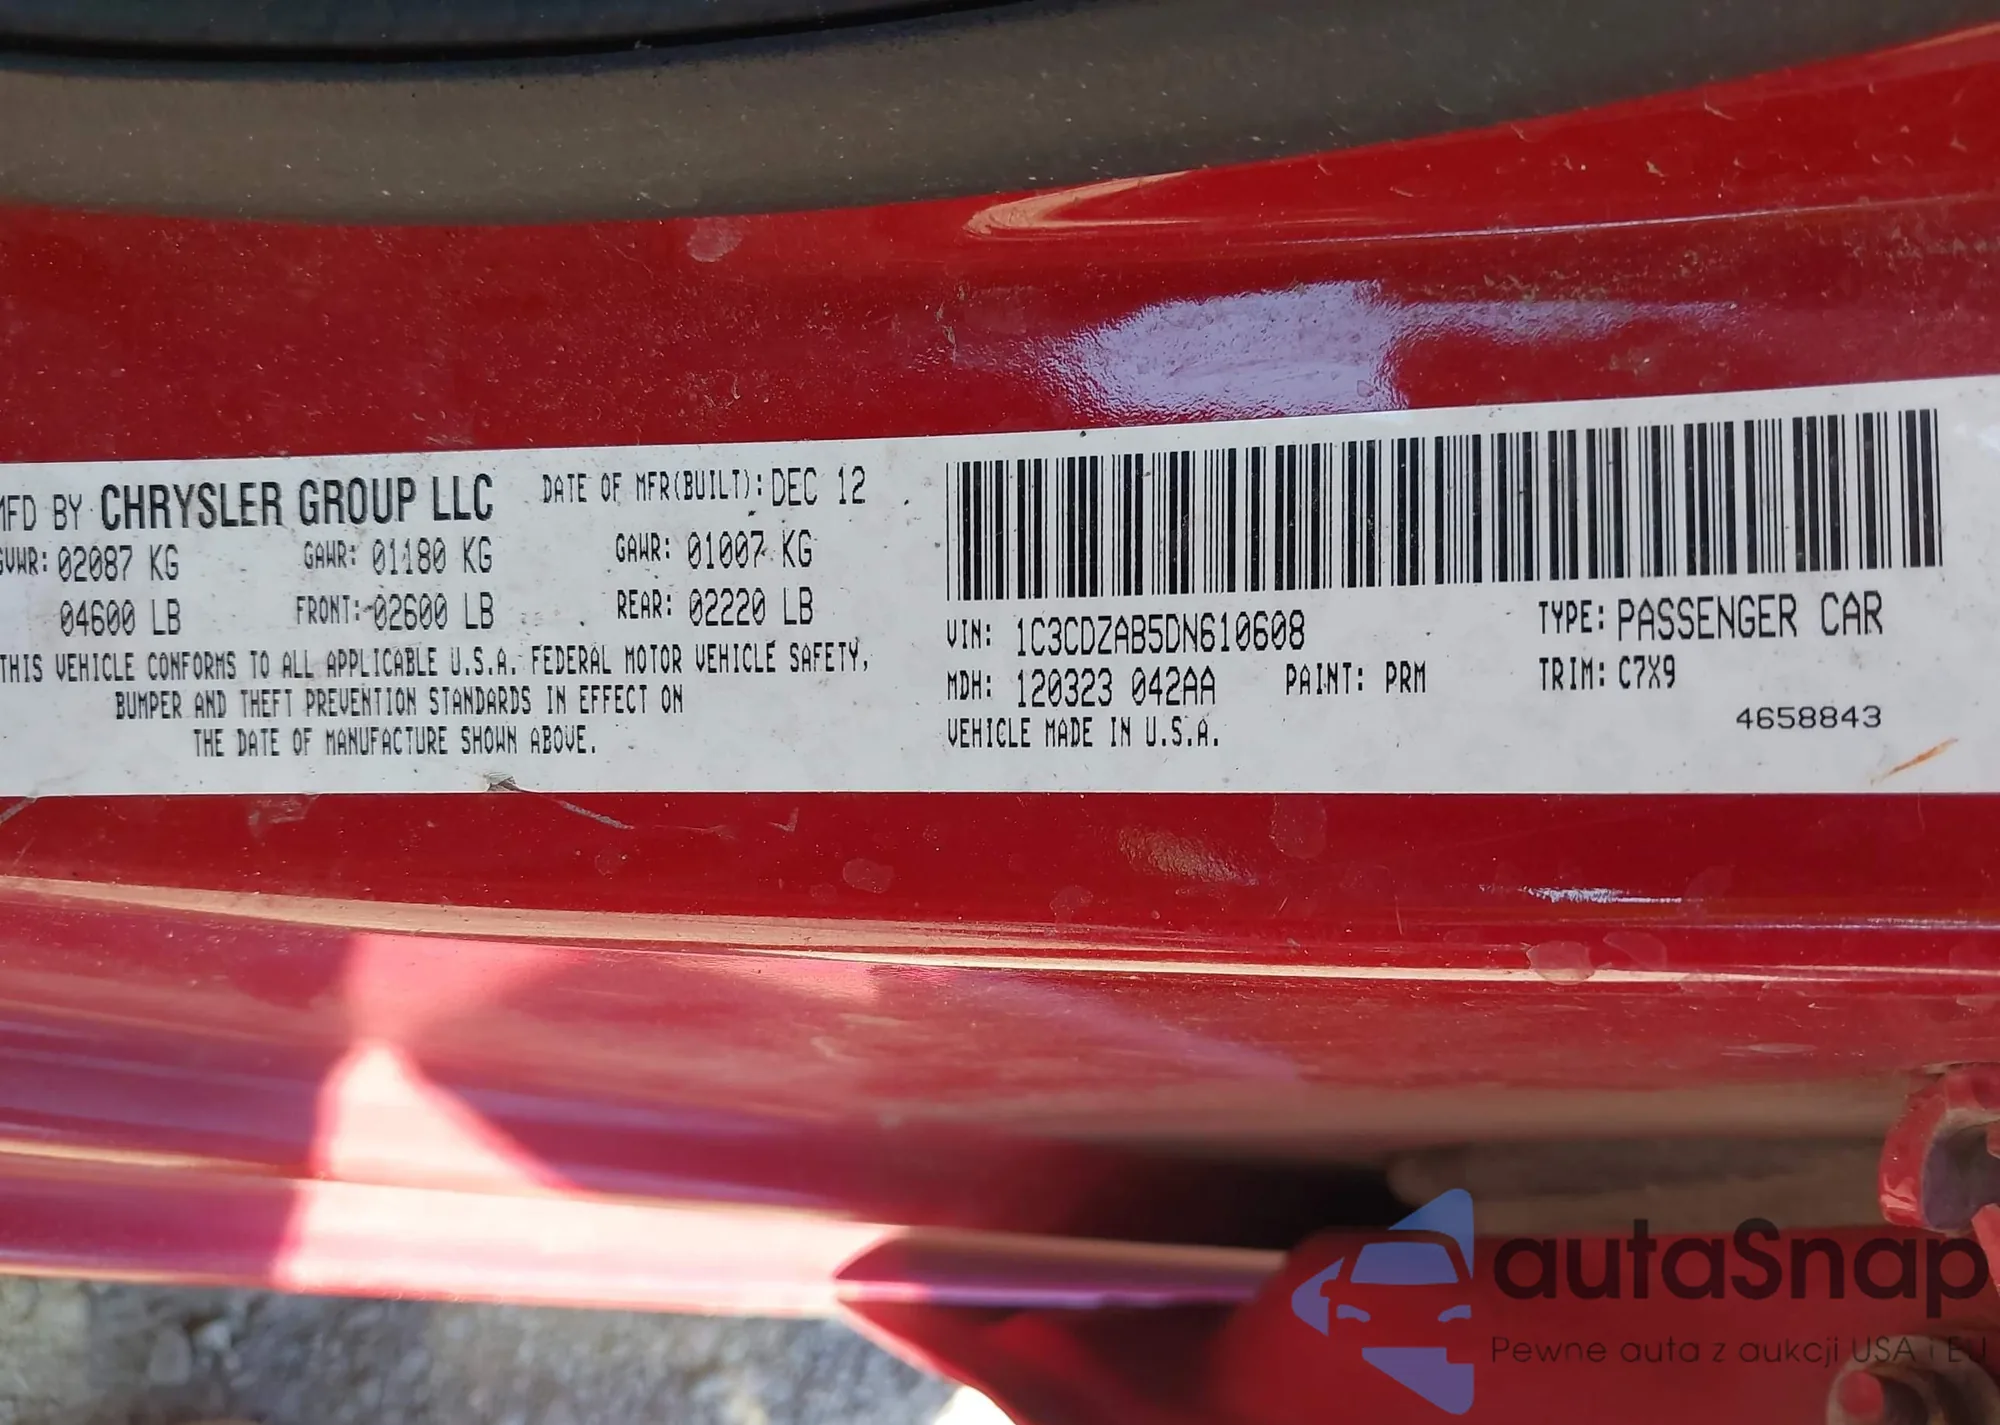 MFD BY CHRYSLER GROUP LLC DATE OF MFR(BUILT): DEC 12
GVWR: 02087 KG GAWR: 01180 KG GAWR: 01007 KG
04600 LB FRONT: 02600 LB REAR: 02220 LB
THIS VEHICLE CONFORMS TO ALL APPLICABLE U.S.A. FEDERAL MOTOR VEHICLE SAFETY,
BUMPER AND THEFT PREVENTION STANDARDS IN EFFECT ON
THE DATE OF MANUFACTURE SHOWN ABOVE.
VIN: 1C3CDZAB5DN610608 TYPE: PASSENGER CAR
MDH: 120323 042AA PAINT: PRM TRIM: C7X9
VEHICLE MADE IN U.S.A. 4658843
autaSnap
Pewne auta z aukcji USA i EU